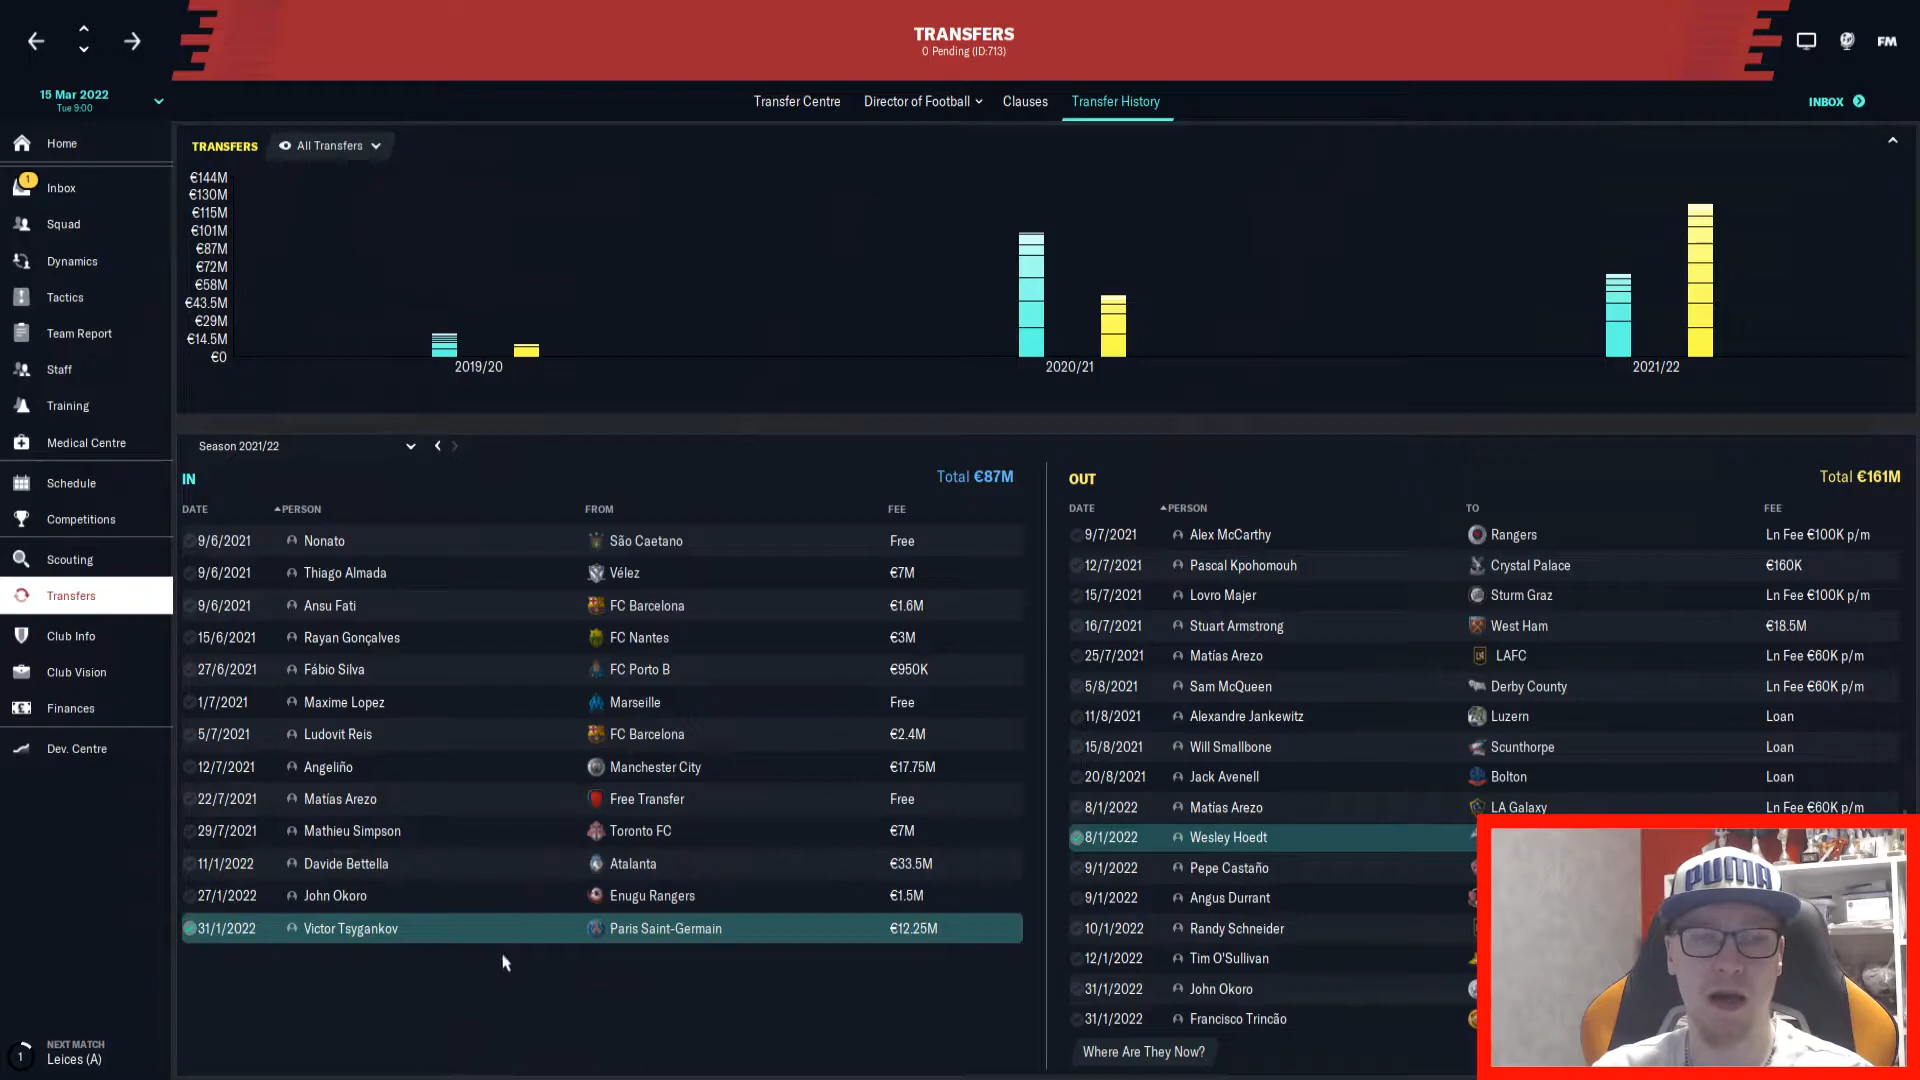 TRANSFERS
0 Pending (ID:713)
FM
15 Mar 2022
Tue 9:00
Transfer Centre
Director of Football
Clauses
Transfer History
INBOX
Home
1
Inbox
Squad
Dynamics
Tactics
Team Report
Staff
Training
Medical Centre
Schedule
Competitions
Scouting
Transfers
Club Info
Club Vision
Finances
Dev. Centre
1
NEXT MATCH
Leices (A)
TRANSFERS
All Transfers
€144M
€130M
€115M
€101M
€87M
€72M
€58M
€43.5M
€29M
€14.5M
€0
2019/20
2020/21
2021/22
Season 2021/22
IN
Total €87M
DATE PERSON FROM FEE
9/6/2021 Nonato São Caetano Free
9/6/2021 Thiago Almada Vélez €7M
9/6/2021 Ansu Fati FC Barcelona €1.6M
15/6/2021 Rayan Gonçalves FC Nantes €3M
27/6/2021 Fábio Silva FC Porto B €950K
1/7/2021 Maxime Lopez Marseille Free
5/7/2021 Ludovit Reis FC Barcelona €2.4M
12/7/2021 Angeliño Manchester City €17.75M
22/7/2021 Matías Arezo Free Transfer Free
29/7/2021 Mathieu Simpson Toronto FC €7M
11/1/2022 Davide Bettella Atalanta €33.5M
27/1/2022 John Okoro Enugu Rangers €1.5M
31/1/2022 Victor Tsygankov Paris Saint-Germain €12.25M
OUT
Total €161M
DATE PERSON TO FEE
9/7/2021 Alex McCarthy Rangers Ln Fee €100K p/m
12/7/2021 Pascal Kpohomouh Crystal Palace €160K
15/7/2021 Lovro Majer Sturm Graz Ln Fee €100K p/m
16/7/2021 Stuart Armstrong West Ham €18.5M
25/7/2021 Matías Arezo LAFC Ln Fee €60K p/m
5/8/2021 Sam McQueen Derby County Ln Fee €60K p/m
11/8/2021 Alexandre Jankewitz Luzern Loan
15/8/2021 Will Smallbone Scunthorpe Loan
20/8/2021 Jack Avenell Bolton Loan
8/1/2022 Matías Arezo LA Galaxy Ln Fee €60K p/m
8/1/2022 Wesley Hoedt
9/1/2022 Pepe Castaño
9/1/2022 Angus Durrant
10/1/2022 Randy Schneider
12/1/2022 Tim O'Sullivan
31/1/2022 John Okoro
31/1/2022 Francisco Trincão
Where Are They Now?
PUMA